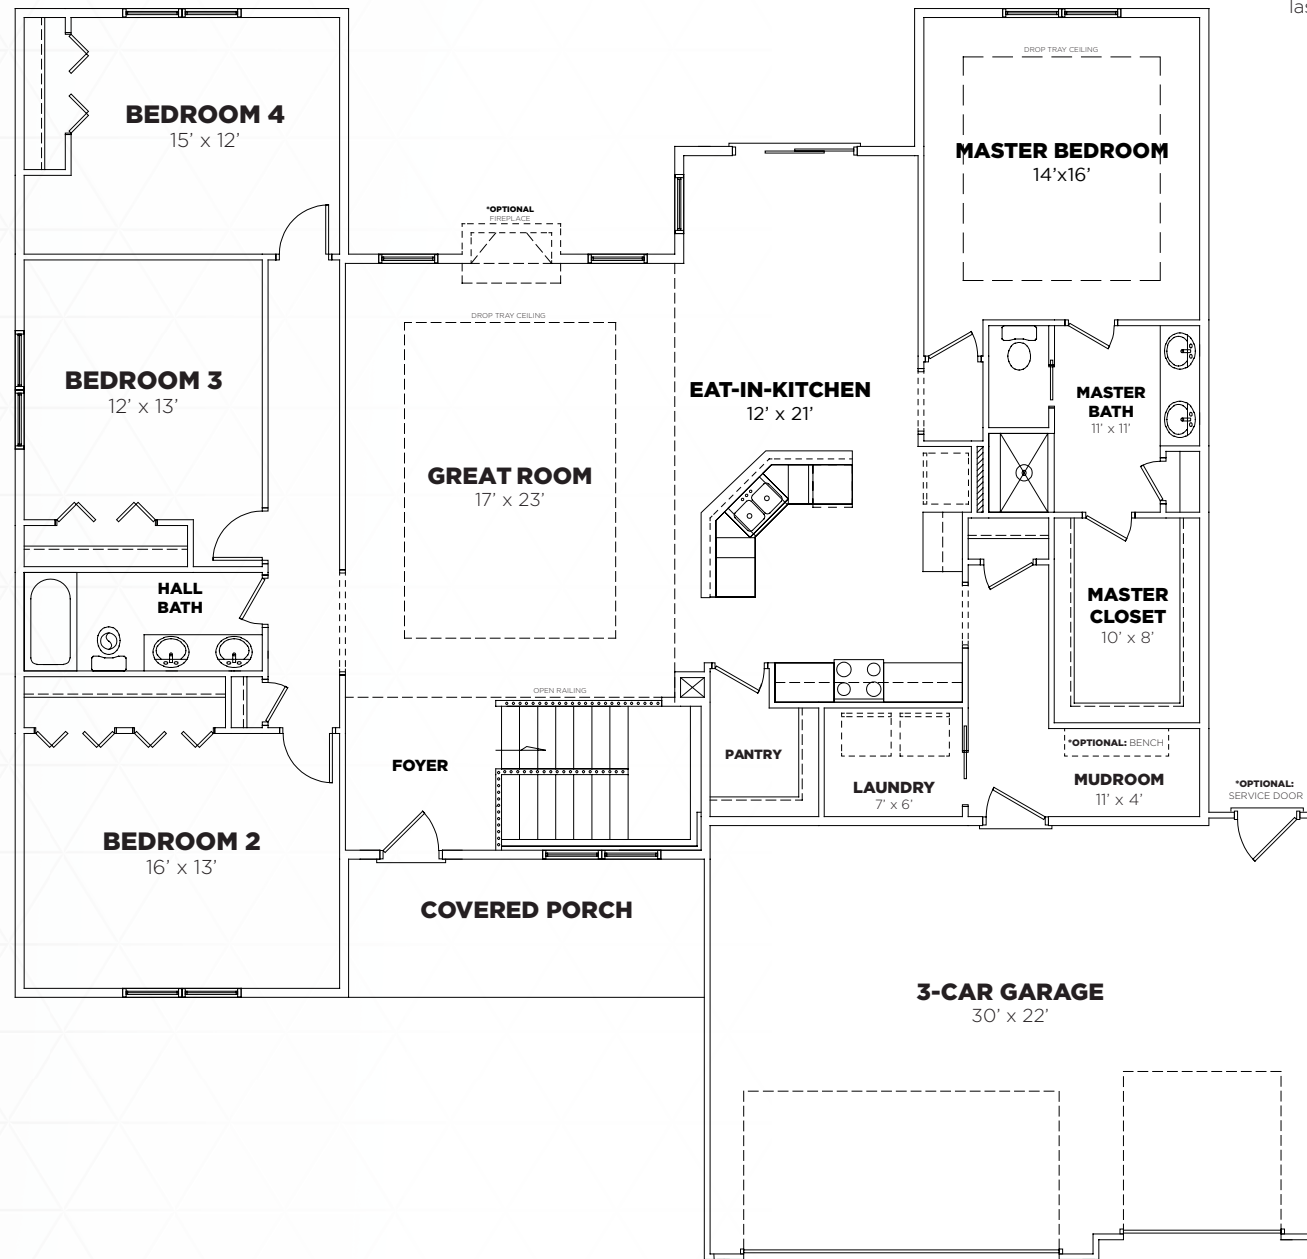 las
DROP TRAY CEILING
BEDROOM 4
15' x 12'
MASTER BEDROOM
14'x16'
*OPTIONAL
FIREPLACE
DROP TRAY CEILING
BEDROOM 3
12' x 13'
EAT-IN-KITCHEN
12' x 21'
MASTER
BATH
11' x 11'
GREAT ROOM
17' x 23'
HALL
BATH
MASTER
CLOSET
10' x 8'
OPEN RAILING
FOYER
PANTRY
LAUNDRY
7' x 6'
*OPTIONAL: BENCH
MUDROOM
11' x 4'
*OPTIONAL:
SERVICE DOOR
BEDROOM 2
16' x 13'
COVERED PORCH
3-CAR GARAGE
30' x 22'